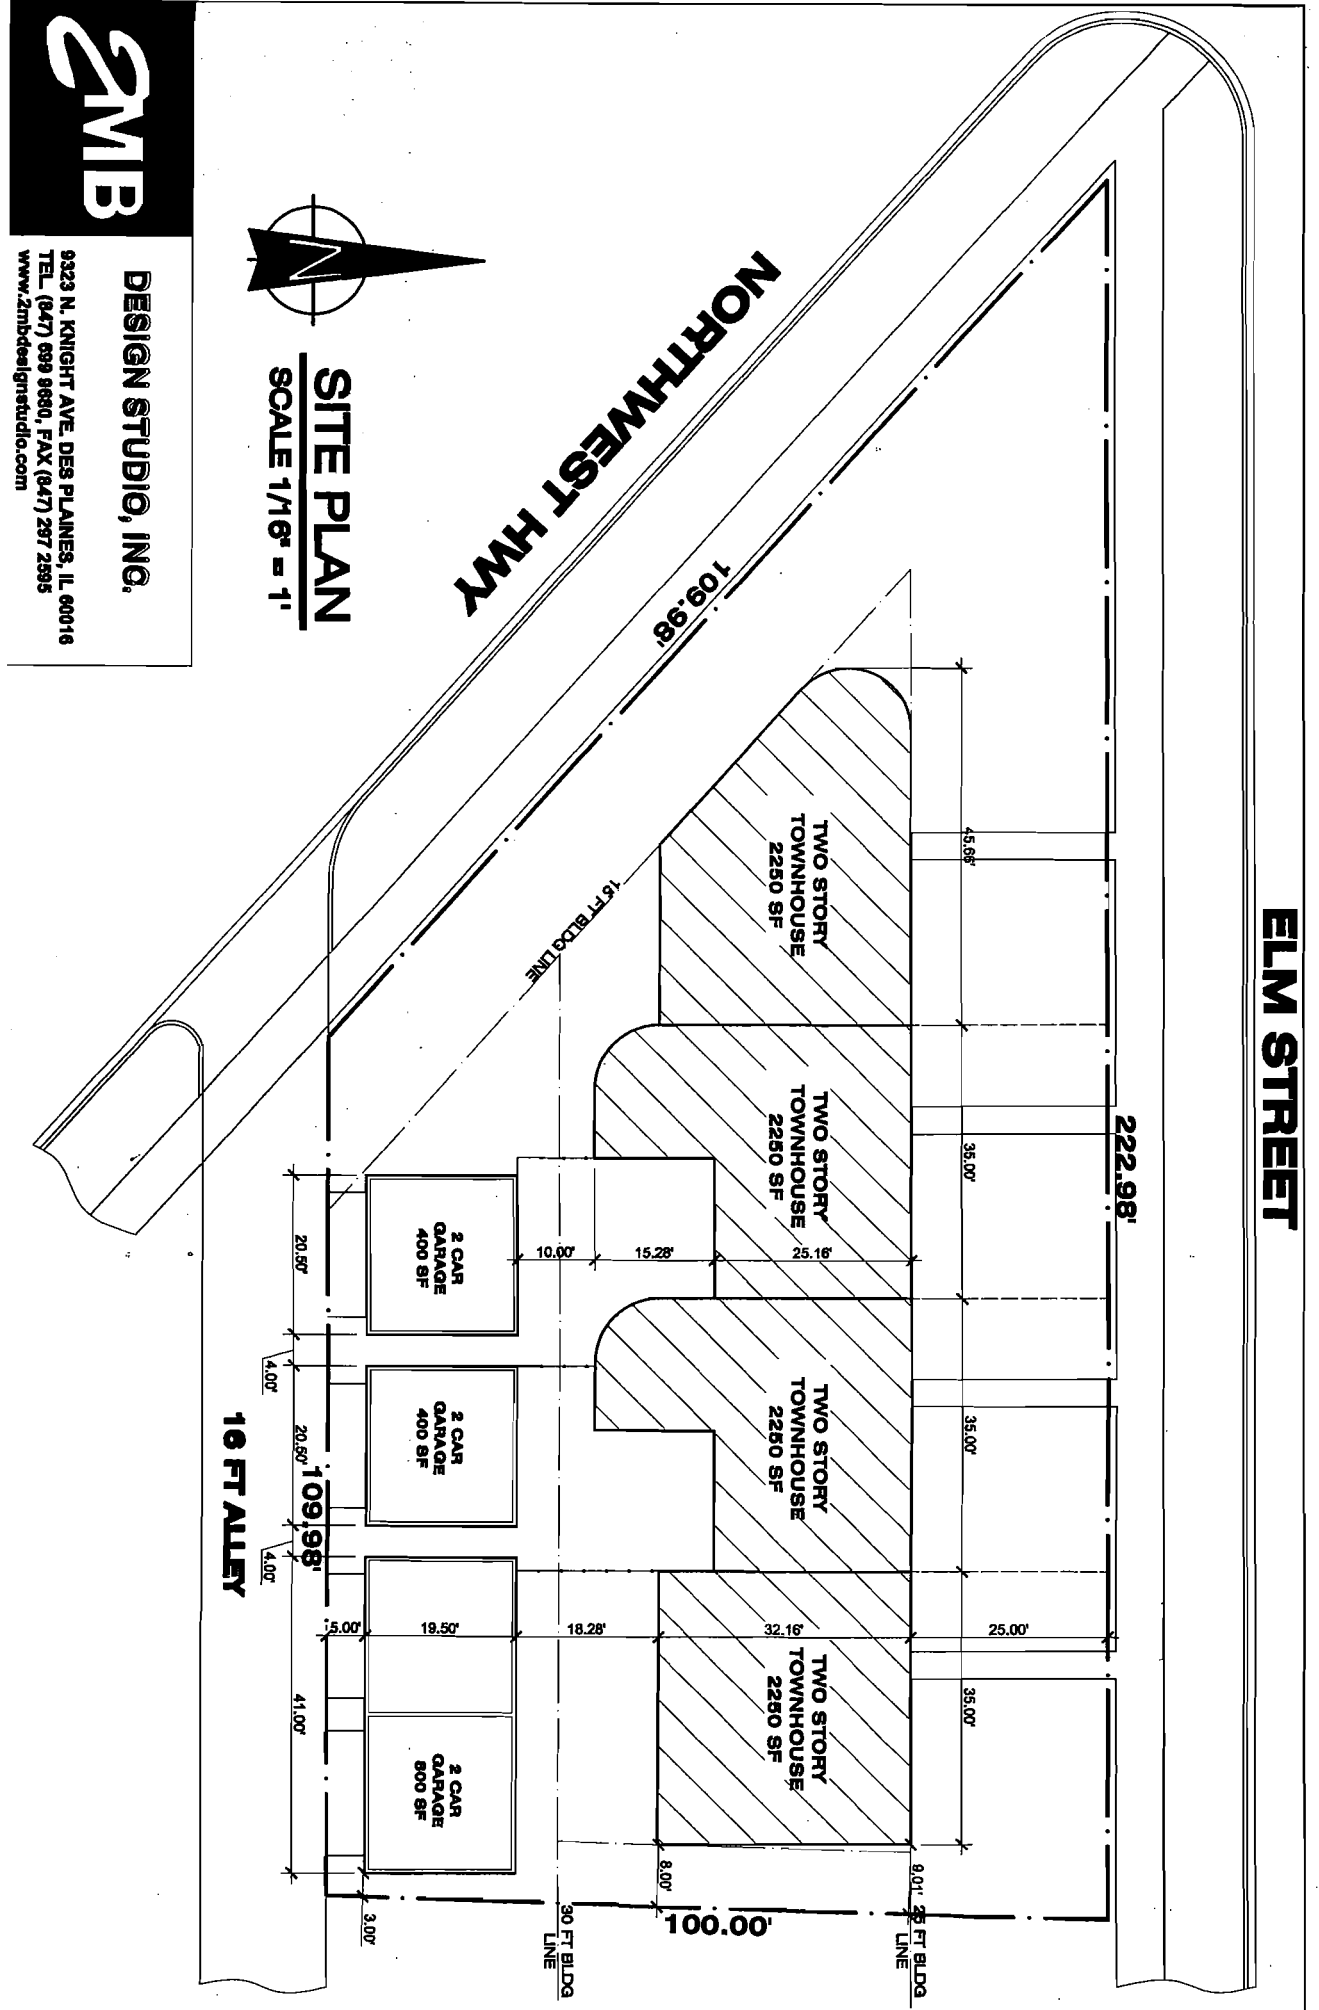 2MB
DESIGN STUDIO, INC.
9323 N. KNIGHT AVE. DES PLAINES, IL 60016
TEL. (847) 699 9680, FAX (847) 297 2595
www.2mbdesignstudio.com
N
SITE PLAN
SCALE 1/16" = 1'
NORTHWEST HWY
109.98'
ELM STREET
222.98'
45.66'
35.00'
35.00'
35.00'
TWO STORY
TOWNHOUSE
2250 SF
TWO STORY
TOWNHOUSE
2250 SF
TWO STORY
TOWNHOUSE
2250 SF
TWO STORY
TOWNHOUSE
2250 SF
15 FT BLDG LINE
10.00'
15.28'
25.16'
2 CAR
GARAGE
400 SF
2 CAR
GARAGE
400 SF
2 CAR
GARAGE
800 SF
20.50'
4.00'
20.50'
4.00'
41.00'
109.98'
16 FT ALLEY
5.00'
19.50'
18.28'
32.16'
25.00'
3.00'
8.00'
9.01'
100.00'
30 FT BLDG
LINE
25 FT BLDG
LINE